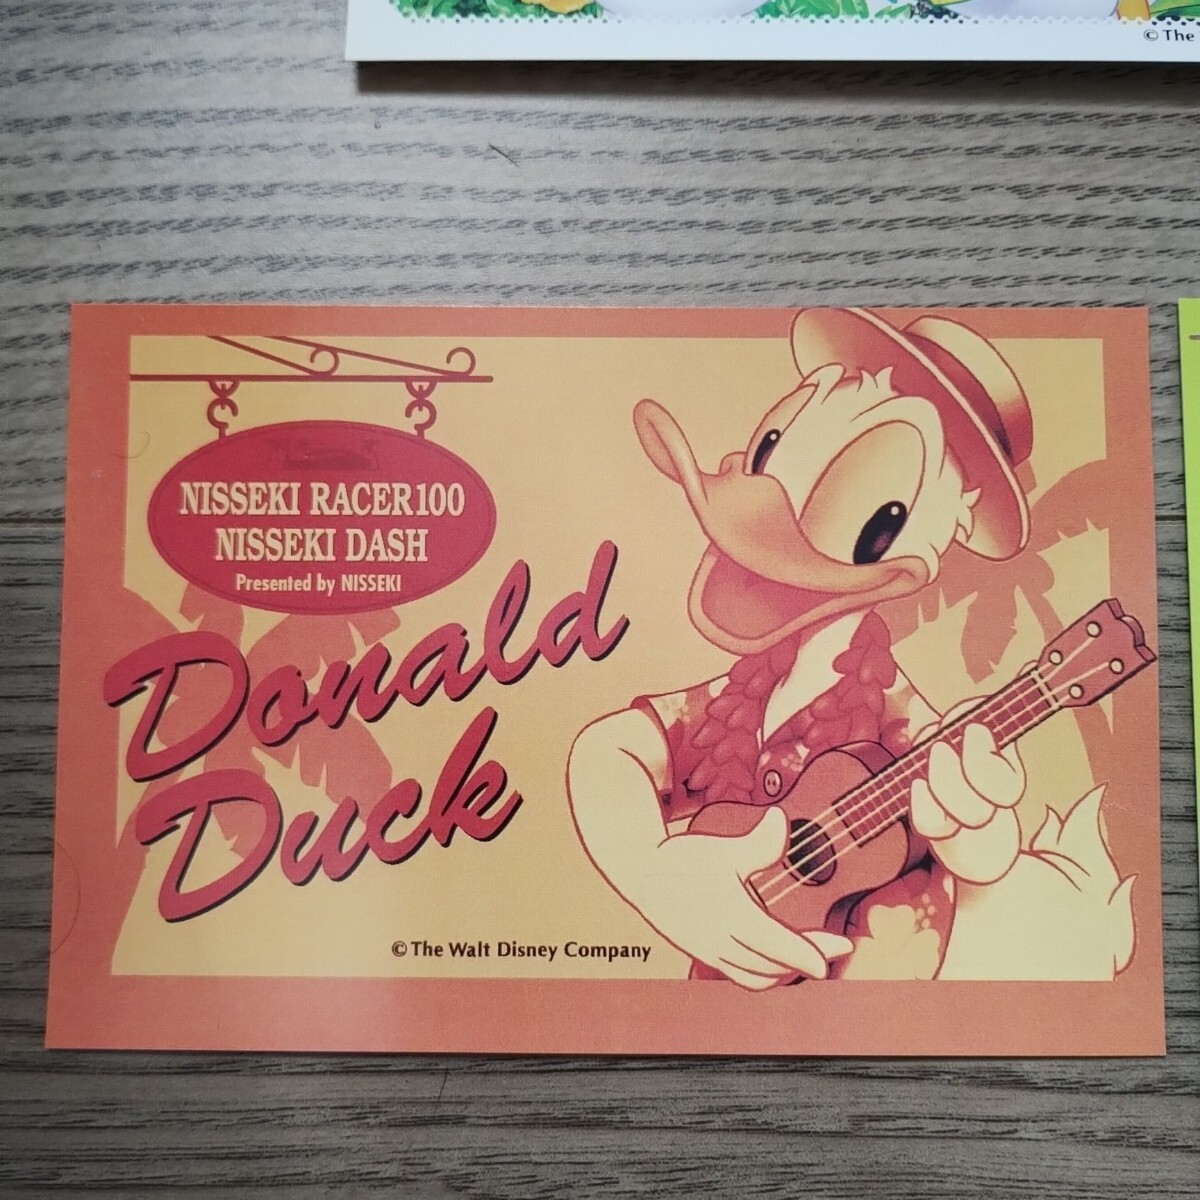 © The
NISSEKI RACER100
NISSEKI DASH
Presented by NISSEKI
Donald
Duck
© The Walt Disney Company